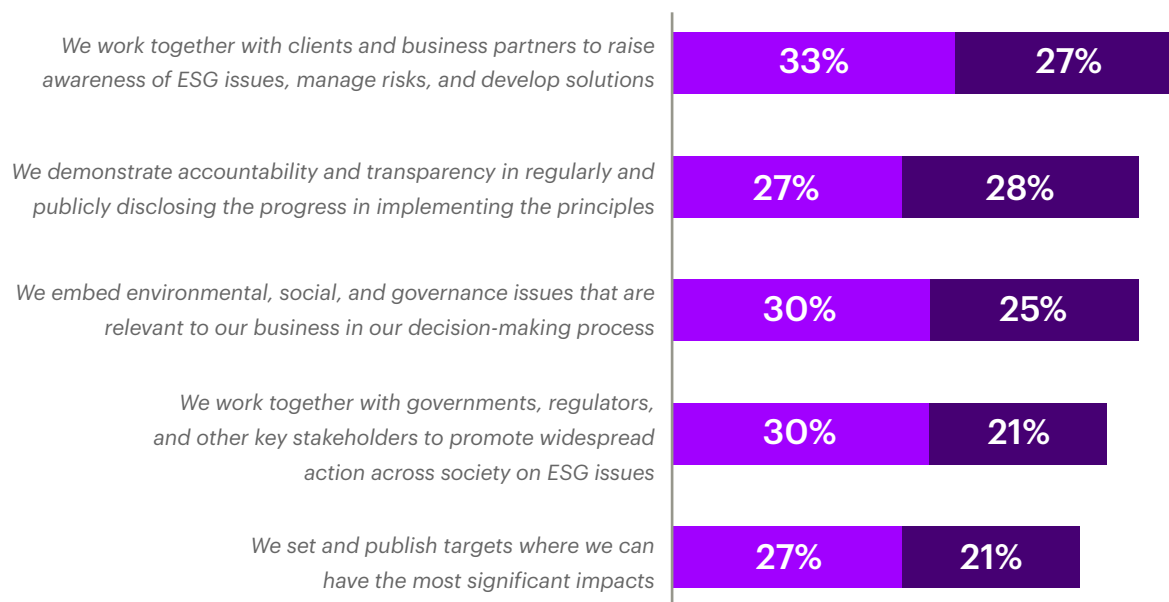 We work together with clients and business partners to raise
awareness of ESG issues, manage risks, and develop solutions
33% 27%
We demonstrate accountability and transparency in regularly and
publicly disclosing the progress in implementing the principles
27% 28%
We embed environmental, social, and governance issues that are
relevant to our business in our decision-making process
30% 25%
We work together with governments, regulators,
and other key stakeholders to promote widespread
action across society on ESG issues
30% 21%
We set and publish targets where we can
have the most significant impacts
27% 21%